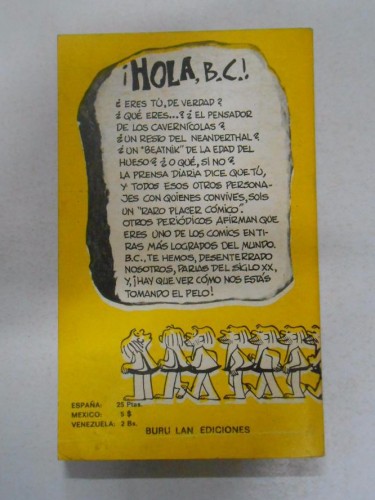 ¡HOLA, B.C.!
¿ERES TÚ, DE VERDAD?
¿QUÉ ERES...? ¿EL PENSADOR
DE LOS CAVERNÍCOLAS?
¿UN RESTO DEL NEANDERTHAL?
¿UN "BEATNIK" DE LA EDAD DEL
HUESO? ¿O QUÉ, SI NO?
LA PRENSA DIARIA DICE QUE TÚ,
Y TODOS ESOS OTROS PERSONA-
JES CON QUIENES CONVIVES, SOIS
UN "RARO PLACER CÓMICO".
OTROS PERIÓDICOS AFIRMAN QUE
ERES UNO DE LOS COMICS EN TI-
RAS MÁS LOGRADOS DEL MUNDO.
B.C., TE HEMOS, DESENTERRADO
NOSOTROS, PARIAS DEL SIGLO XX,
Y, ¡HAY QUE VER CÓMO NOS ESTÁS
TOMANDO EL PELO!
ESPAÑA: 35 Ptas.
MEXICO: 5 $
VENEZUELA: 2 Bs.
BURU LAN EDICIONES